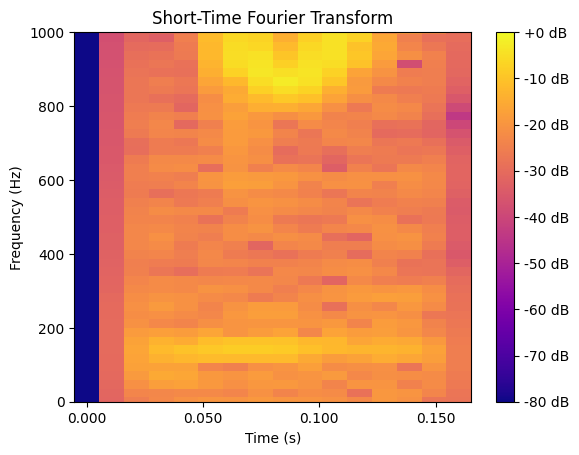 Short-Time Fourier Transform
1000
800
600
400
200
0
Frequency (Hz)
0.000
0.050
0.100
0.150
Time (s)
+0 dB
-10 dB
-20 dB
-30 dB
-40 dB
-50 dB
-60 dB
-70 dB
-80 dB